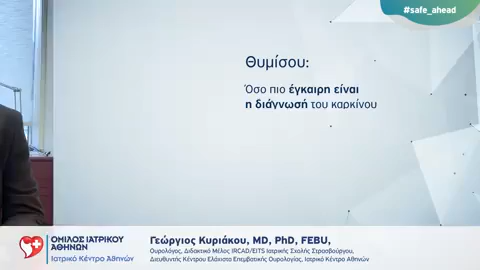 #safe_ahead
Θυμίσου:
Όσο πιο έγκαιρη είναι
η διάγνωσή του καρκίνου
ΟΜΙΛΟΣ ΙΑΤΡΙΚΟΥ
ΑΘΗΝΩΝ
Ιατρικό Κέντρο Αθηνών
Γεώργιος Κυριάκου, MD, PhD, FEBU,
Ουρολόγος, Διδακτικό Μέλος IRCAD/EITS Ιατρικής Σχολής Στρασβούργου,
Διευθυντής Κέντρου Ελάχιστα Επεμβατικής Ουρολογίας, Ιατρικό Κέντρο Αθηνών